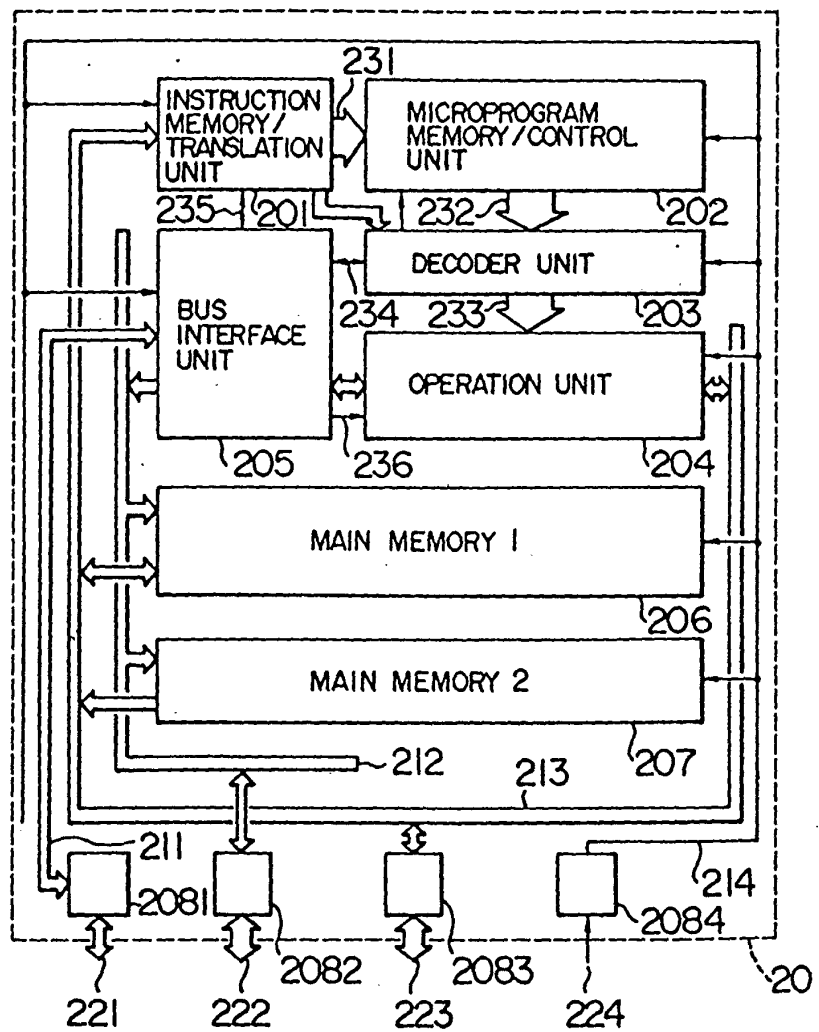 231
INSTRUCTION
MEMORY/
TRANSLATION
UNIT
MICROPROGRAM
MEMORY/CONTROL
UNIT
235
201
232
202
DECODER UNIT
234
233
203
BUS
INTERFACE
UNIT
OPERATION UNIT
205
236
204
MAIN MEMORY 1
206
MAIN MEMORY 2
207
212
213
211
214
2081
2082
2083
2084
20
221
222
223
224